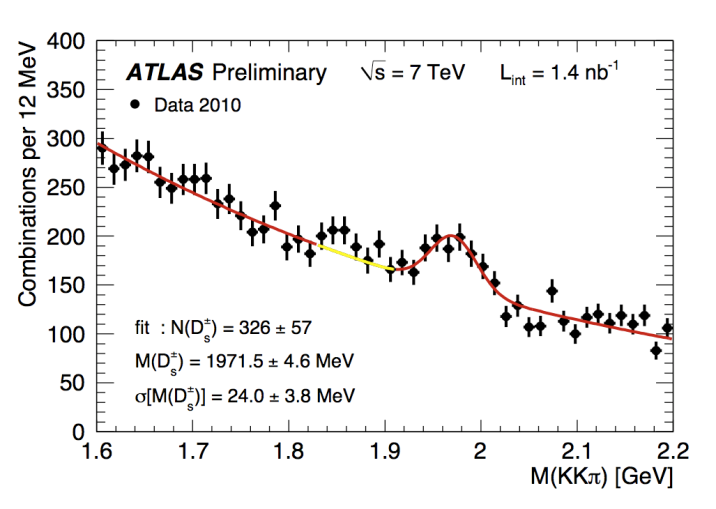 400
350
300
250
200
150
100
50
0
Combinations per 12 MeV
ATLAS Preliminary √s = 7 TeV L_int = 1.4 nb⁻¹
Data 2010
fit : N(D_s^±) = 326 ± 57
M(D_s^±) = 1971.5 ± 4.6 MeV
σ[M(D_s^±)] = 24.0 ± 3.8 MeV
1.6 1.7 1.8 1.9 2 2.1 2.2
M(KKπ) [GeV]